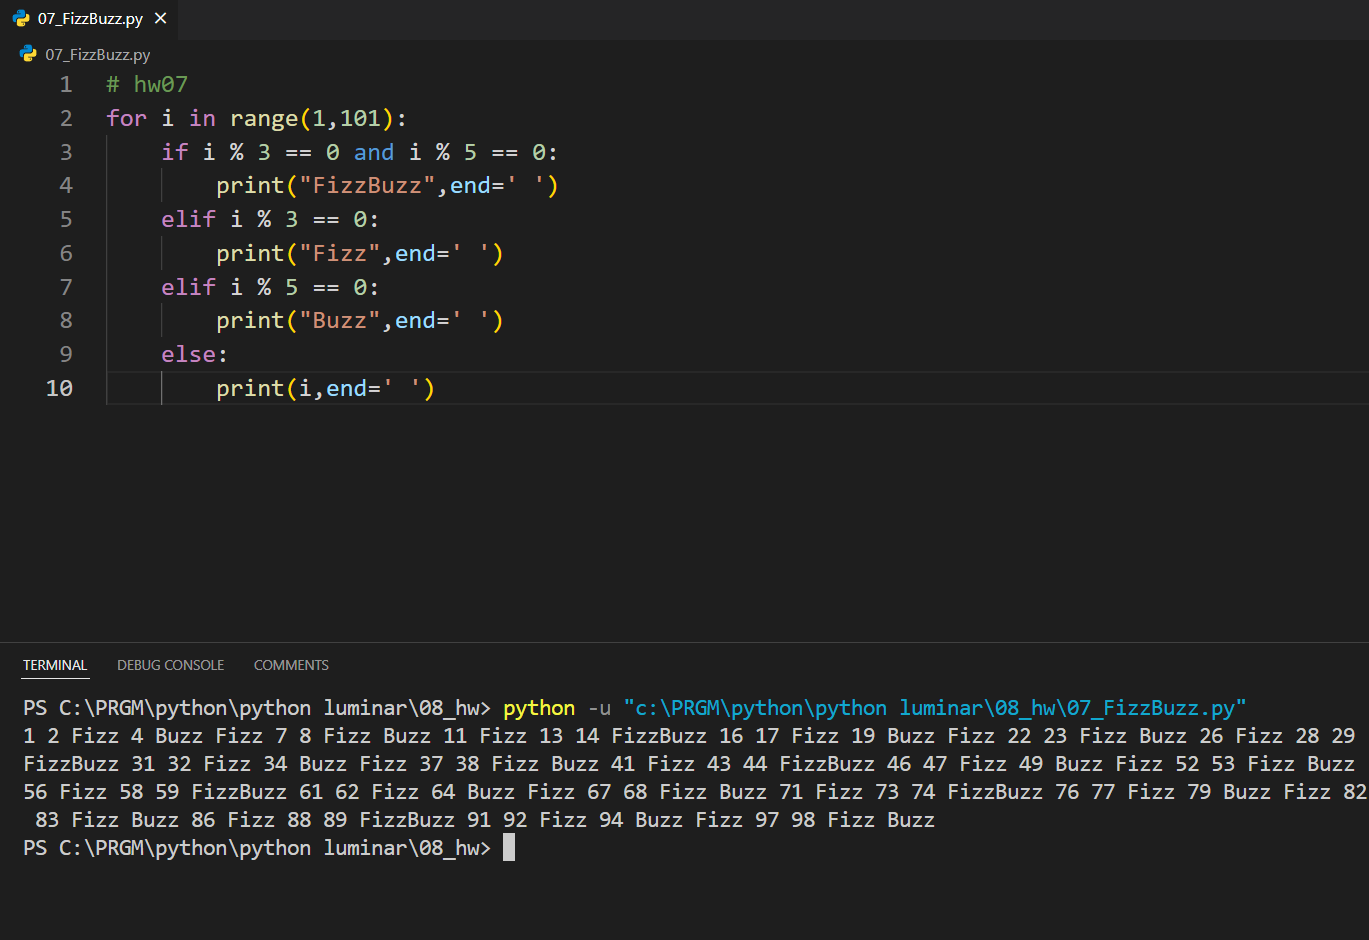 07_FizzBuzz.py ×
07_FizzBuzz.py
1 # hw07
2 for i in range(1,101):
3     if i % 3 == 0 and i % 5 == 0:
4         print("FizzBuzz",end=' ')
5     elif i % 3 == 0:
6         print("Fizz",end=' ')
7     elif i % 5 == 0:
8         print("Buzz",end=' ')
9     else:
10         print(i,end=' ')
TERMINAL DEBUG CONSOLE COMMENTS
PS C:\PRGM\python\python luminar\08_hw> python -u "c:\PRGM\python\python luminar\08_hw\07_FizzBuzz.py"
1 2 Fizz 4 Buzz Fizz 7 8 Fizz Buzz 11 Fizz 13 14 FizzBuzz 16 17 Fizz 19 Buzz Fizz 22 23 Fizz Buzz 26 Fizz 28 29
FizzBuzz 31 32 Fizz 34 Buzz Fizz 37 38 Fizz Buzz 41 Fizz 43 44 FizzBuzz 46 47 Fizz 49 Buzz Fizz 52 53 Fizz Buzz
56 Fizz 58 59 FizzBuzz 61 62 Fizz 64 Buzz Fizz 67 68 Fizz Buzz 71 Fizz 73 74 FizzBuzz 76 77 Fizz 79 Buzz Fizz 82
83 Fizz Buzz 86 Fizz 88 89 FizzBuzz 91 92 Fizz 94 Buzz Fizz 97 98 Fizz Buzz
PS C:\PRGM\python\python luminar\08_hw>